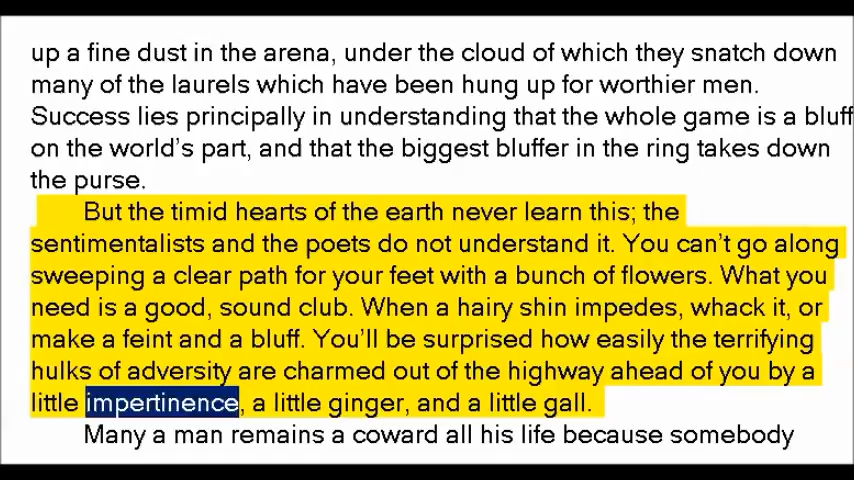 up a fine dust in the arena, under the cloud of which they snatch down
many of the laurels which have been hung up for worthier men.
Success lies principally in understanding that the whole game is a bluff
on the world's part, and that the biggest bluffer in the ring takes down
the purse.
But the timid hearts of the earth never learn this; the
sentimentalists and the poets do not understand it. You can't go along
sweeping a clear path for your feet with a bunch of flowers. What you
need is a good, sound club. When a hairy shin impedes, whack it, or
make a feint and a bluff. You'll be surprised how easily the terrifying
hulks of adversity are charmed out of the highway ahead of you by a
little impertinence, a little ginger, and a little gall.
Many a man remains a coward all his life because somebody